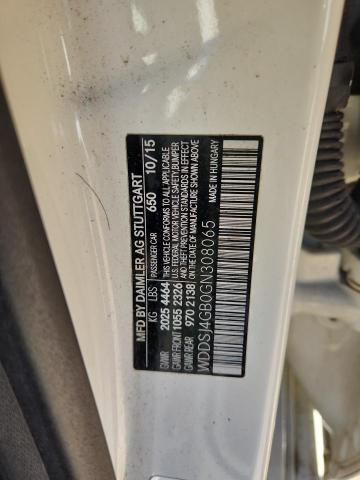 MFD BY DAIMLER AG STUTTGART
KG LBS PASSENGER CAR 650 10/15
GVWR 2025 4464 THIS VEHICLE CONFORMS TO ALL APPLICABLE
GAWR FRONT 1055 2326 U.S. FEDERAL MOTOR VEHICLE SAFETY, BUMPER
GAWR REAR 970 2138 AND THEFT PREVENTION STANDARDS IN EFFECT
ON THE DATE OF MANUFACTURE SHOWN ABOVE
WDDSJ4GB0GN308065
MADE IN HUNGARY